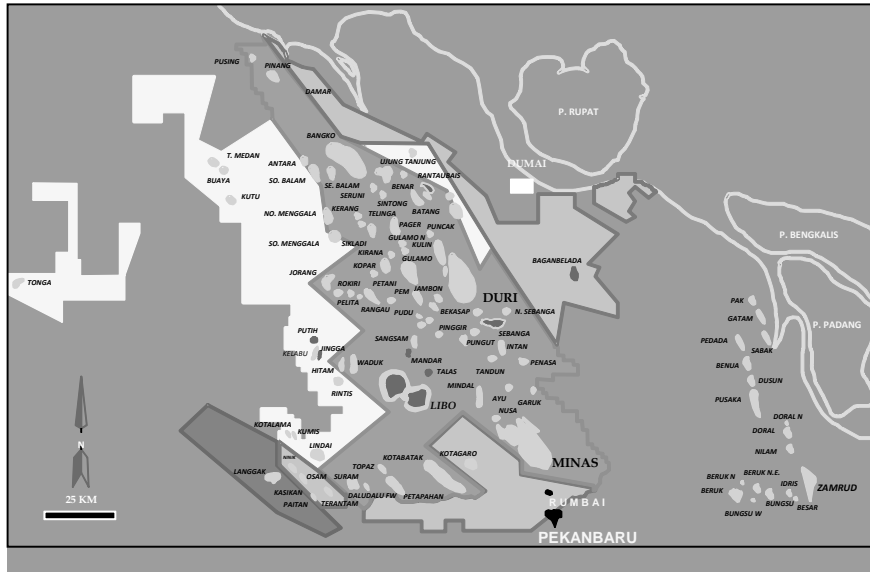 PUSING
PINANG
DAMAR
P. RUPAT
BANGKO
T. MEDAN
ANTARA
UJUNG TANJUNG
DUMAI
RANTAUBAIS
BUAYA
SO. BALAM
SE. BALAM
BENAR
KUTU
SERUNI
SINTONG
NO. MENGGALA
KERANG
TELINGA
BATANG
PAGER
PUNCAK
P. BENGKALIS
SO. MENGGALA
SIKLADI
GULAMO N
KULIN
KIRANA
GULAMO
BAGANBELADA
JORANG
KOPAR
TONGA
ROKIRI
PETANI
JAMBON
PELITA
PEM
DURI
PAK
RANGAU
PUDU
BEKASAP
N. SEBANGA
GATAM
P. PADANG
PUTIH
PINGGIR
SEBANGA
SANGSAM
PUNGUT
INTAN
PEDADA
SABAK
KELABU
JINGGA
WADUK
MANDAR
PENASA
BENUA
HITAM
TALAS
TANDUN
DUSUN
RINTIS
MINDAL
LIBO
AYU
GARUK
PUSAKA
NUSA
DORAL N
KOTALAMA
KUMIS
DORAL
LINDAI
KOTABATAK
KOTAGARO
MINAS
NILAM
N
LANGGAK
OSAM
SURAM
TOPAZ
BERUK N
BERUK N.E.
IDRIS
ZAMRUD
25 KM
KASIKAN
DALUDALU FW
PETAPAHAN
BERUK
BUNGSU
PAITAN
TERANTAM
RUMBAI
BUNGSU W
BESAR
PEKANBARU